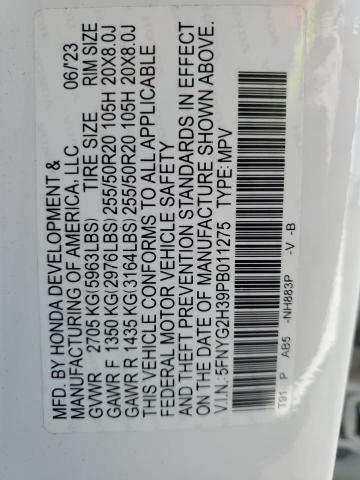 MFD. BY HONDA DEVELOPMENT & 06/23
MANUFACTURING OF AMERICA, LLC
GVWR 2705 KG(5963LBS) TIRE SIZE RIM SIZE
GAWR F 1350 KG(2976LBS) 255/50R20 105H 20X8.0J
GAWR R 1435 KG(3164LBS) 255/50R20 105H 20X8.0J
THIS VEHICLE CONFORMS TO ALL APPLICABLE
FEDERAL MOTOR VEHICLE SAFETY
AND THEFT PREVENTION STANDARDS IN EFFECT
ON THE DATE OF MANUFACTURE SHOWN ABOVE.
V.I.N.:5FNYG2H39PB011275 TYPE:MPV
T91 P AB5 -NH883P -V -B